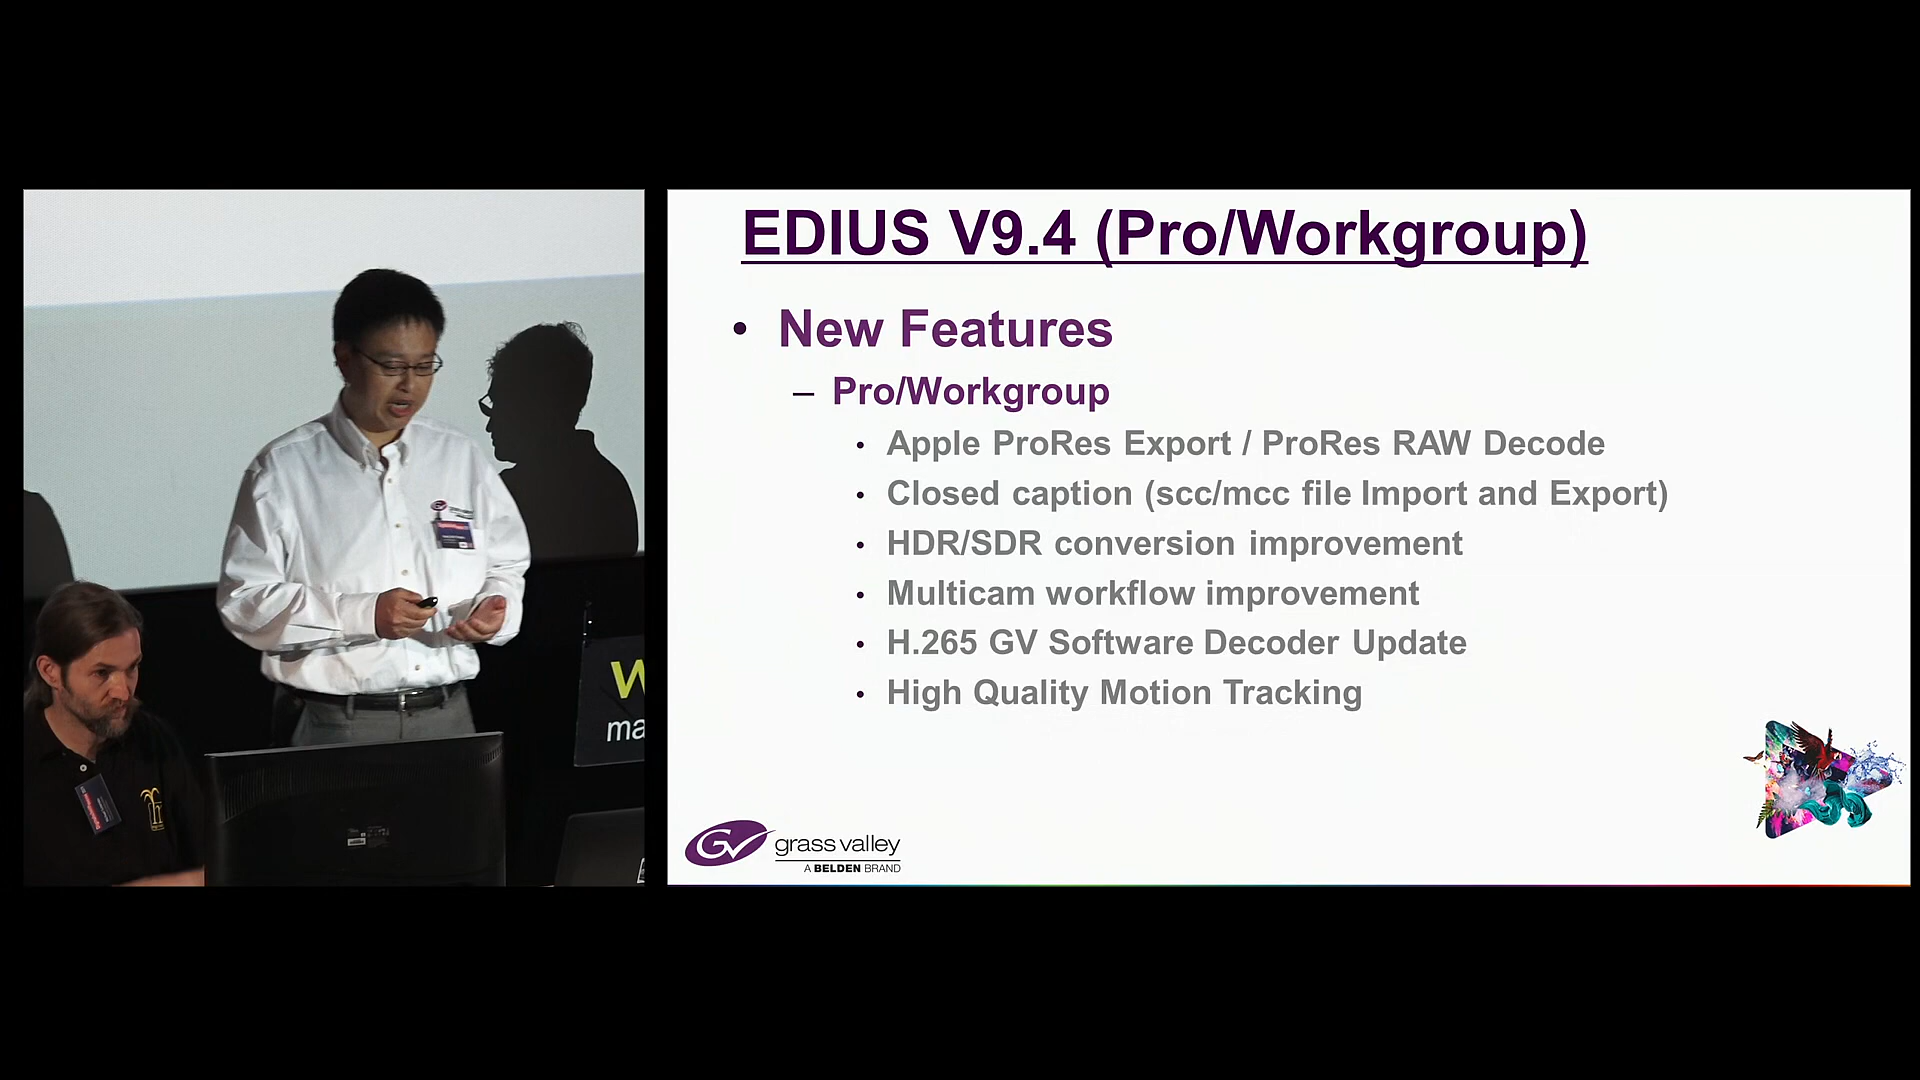 EDIUS V9.4 (Pro/Workgroup)
• New Features
– Pro/Workgroup
• Apple ProRes Export / ProRes RAW Decode
• Closed caption (scc/mcc file Import and Export)
• HDR/SDR conversion improvement
• Multicam workflow improvement
• H.265 GV Software Decoder Update
• High Quality Motion Tracking
GV grass valley
A BELDEN BRAND
W
ma